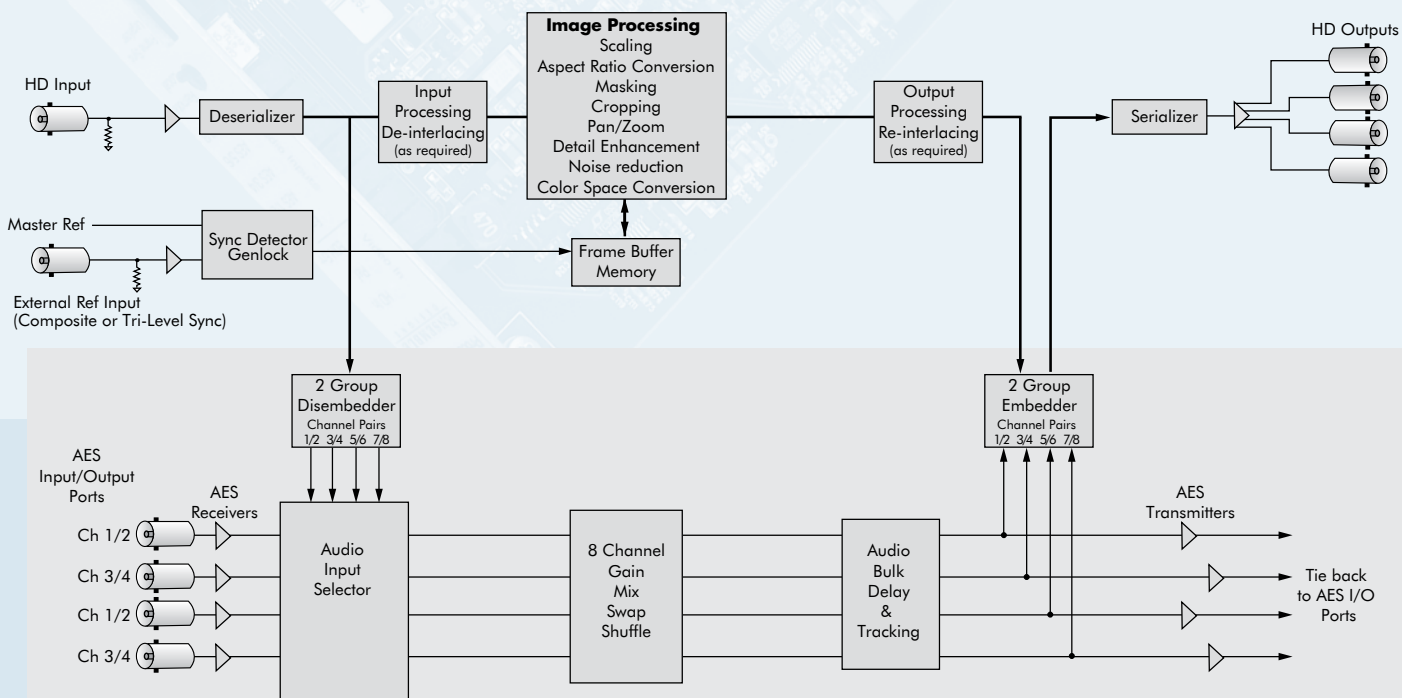 Image Processing
Scaling
Aspect Ratio Conversion
Masking
Cropping
Pan/Zoom
Detail Enhancement
Noise reduction
Color Space Conversion
HD Outputs
HD Input
Deserializer
Input
Processing
De-interlacing
(as required)
Output
Processing
Re-interlacing
(as required)
Serializer
Master Ref
Sync Detector
Genlock
Frame Buffer
Memory
External Ref Input
(Composite or Tri-Level Sync)
2 Group
Disembedder
Channel Pairs
1/2 3/4 5/6 7/8
2 Group
Embedder
Channel Pairs
1/2 3/4 5/6 7/8
AES
Input/Output
Ports
AES
Receivers
AES
Transmitters
Ch 1/2
Ch 3/4
Ch 1/2
Ch 3/4
Audio
Input
Selector
8 Channel
Gain
Mix
Swap
Shuffle
Audio
Bulk
Delay
&
Tracking
Tie back
to AES I/O
Ports